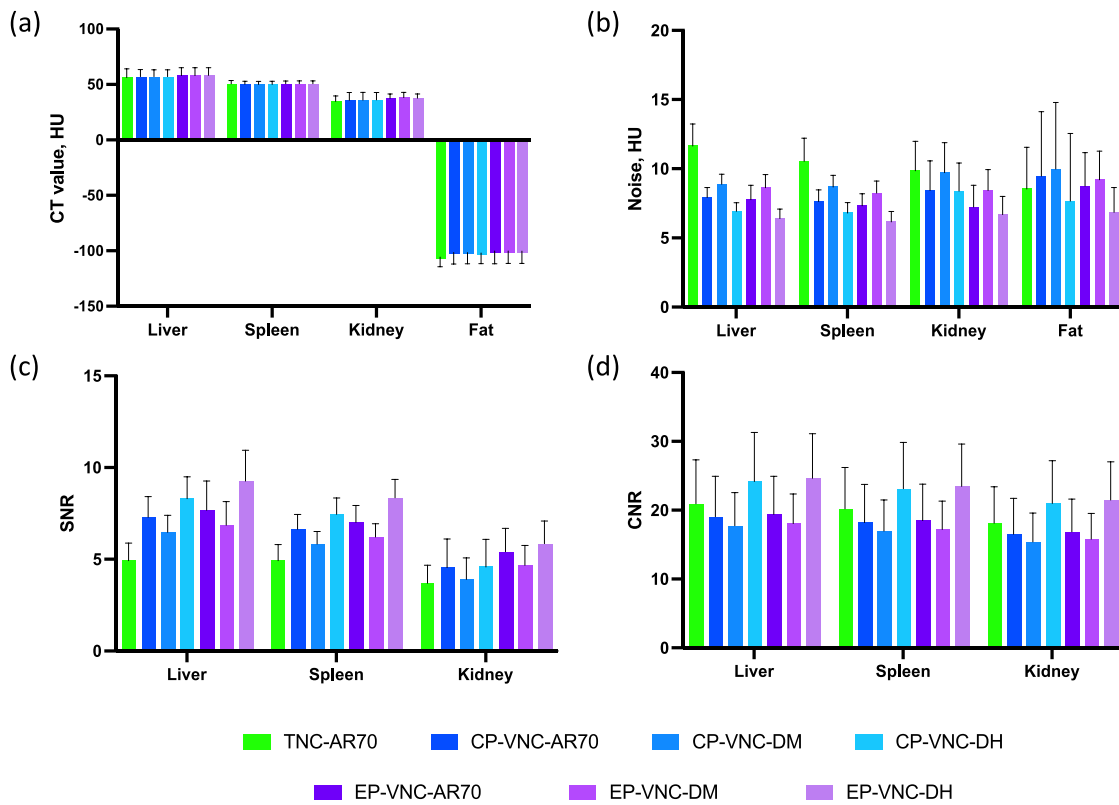 (a)
CT value, HU
100
50
0
-50
-100
-150
Liver Spleen Kidney Fat
(b)
Noise, HU
20
15
10
5
0
Liver Spleen Kidney Fat
(c)
SNR
15
10
5
0
Liver Spleen Kidney
(d)
CNR
40
30
20
10
0
Liver Spleen Kidney
TNC-AR70 CP-VNC-AR70 CP-VNC-DM CP-VNC-DH
EP-VNC-AR70 EP-VNC-DM EP-VNC-DH